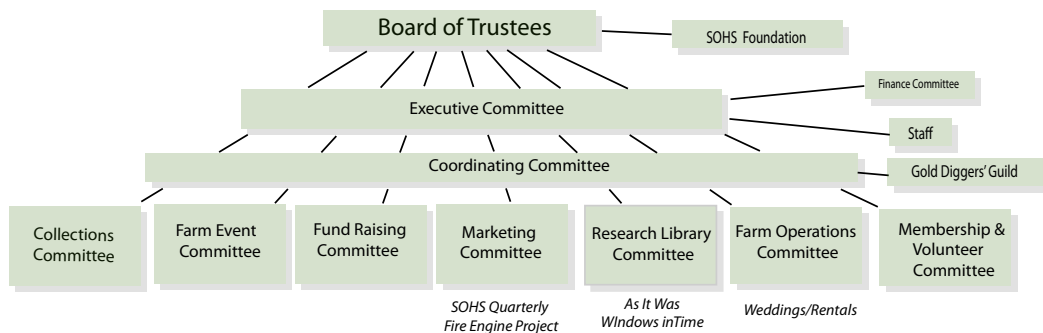 Board of Trustees
SOHS Foundation
Finance Committee
Executive Committee
Staff
Coordinating Committee
Gold Diggers' Guild
Collections
Committee
Farm Event
Committee
Fund Raising
Committee
Marketing
Committee
Research Library
Committee
Farm Operations
Committee
Membership &
Volunteer
Committee
SOHS Quarterly
Fire Engine Project
As It Was
WIndows inTime
Weddings/Rentals